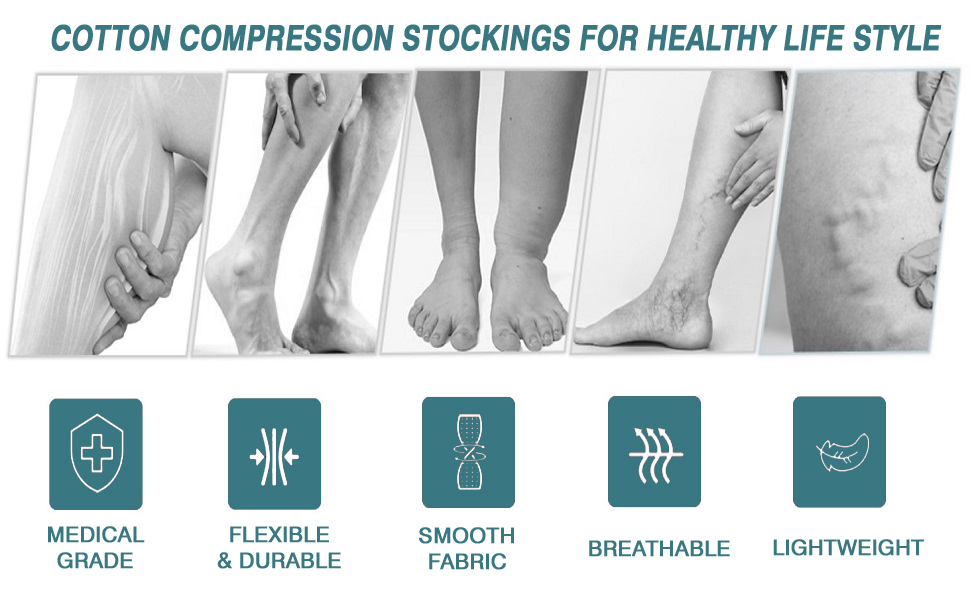 COTTON COMPRESSION STOCKINGS FOR HEALTHY LIFE STYLE
MEDICAL
GRADE
FLEXIBLE
& DURABLE
SMOOTH
FABRIC
BREATHABLE
LIGHTWEIGHT